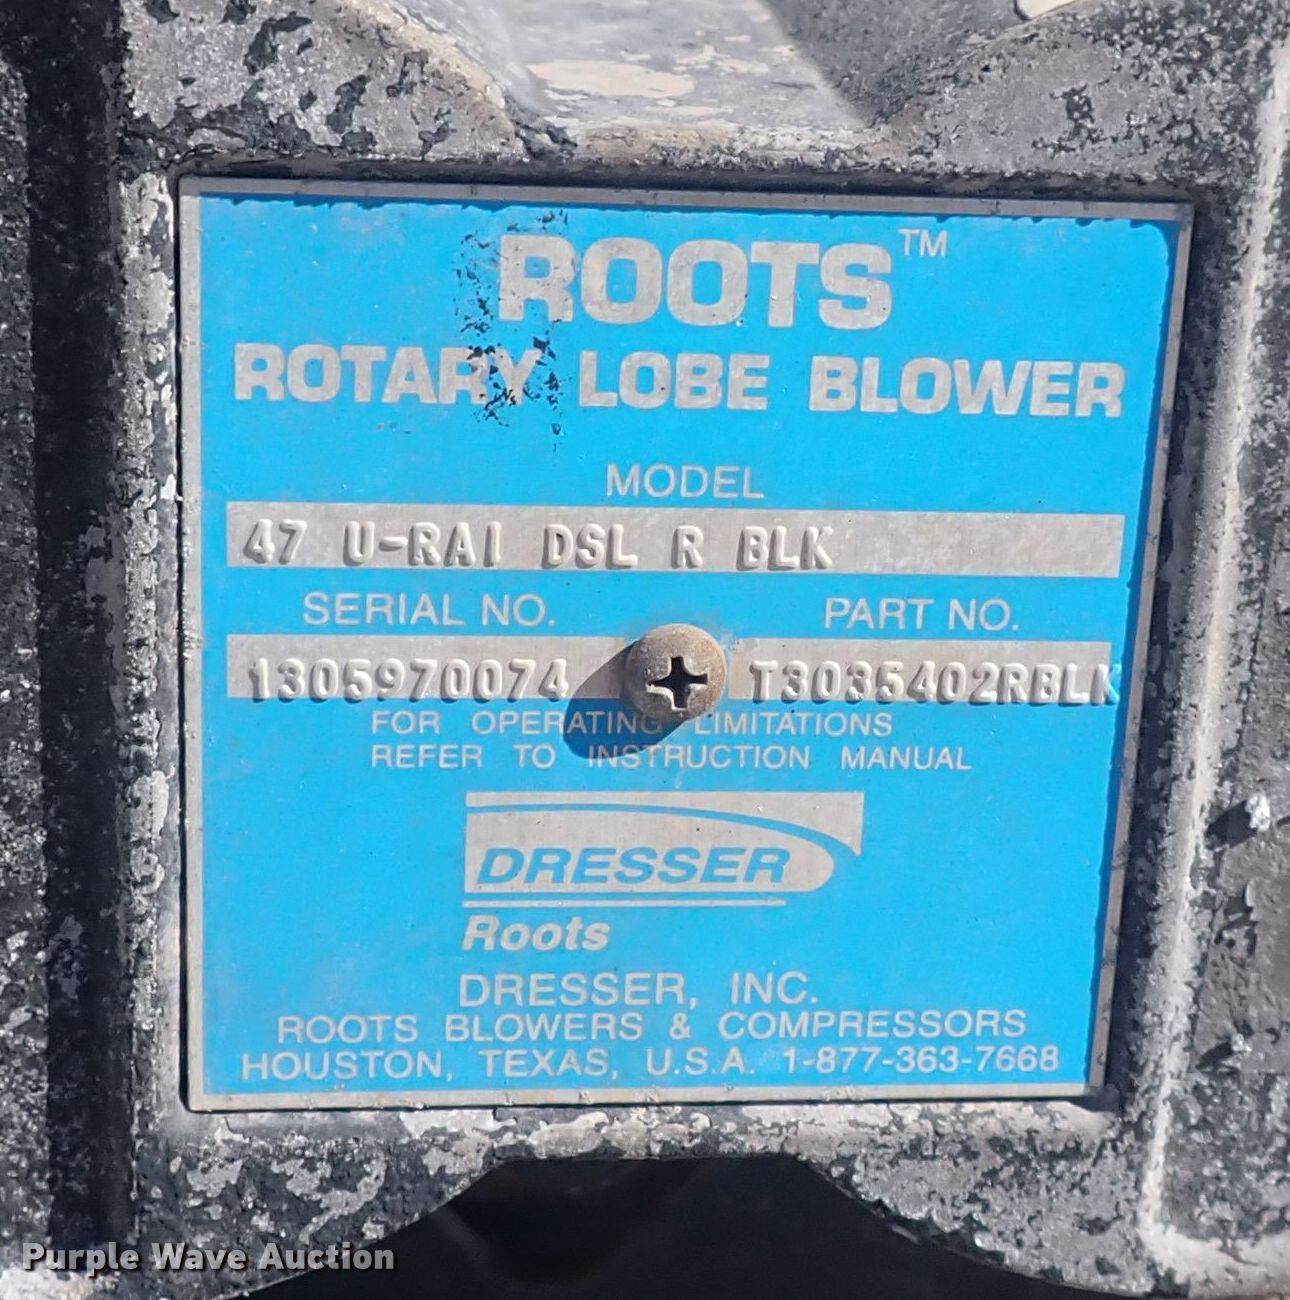 ROOTS™
ROTARY LOBE BLOWER
MODEL
47 U-RAI DSL R BLK
SERIAL NO. PART NO.
1305970074 T3035402RBLK
FOR OPERATING LIMITATIONS
REFER TO INSTRUCTION MANUAL
DRESSER
Roots
DRESSER, INC.
ROOTS BLOWERS & COMPRESSORS
HOUSTON, TEXAS, U.S.A. 1-877-363-7668
Purple Wave Auction